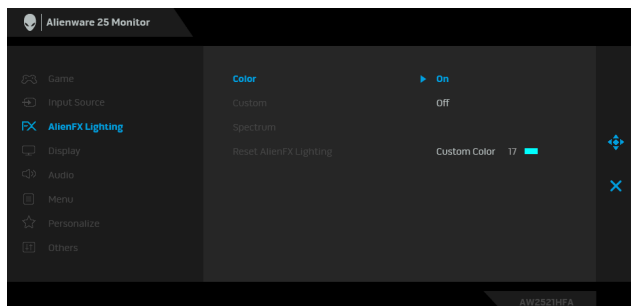 Alienware 25 Monitor
Game
Input Source
FX AlienFX Lighting
Display
Audio
Menu
Personalize
Others
Color
Custom
Spectrum
Reset AlienFX Lighting
On
Off
Custom Color 17
AW2521HFA